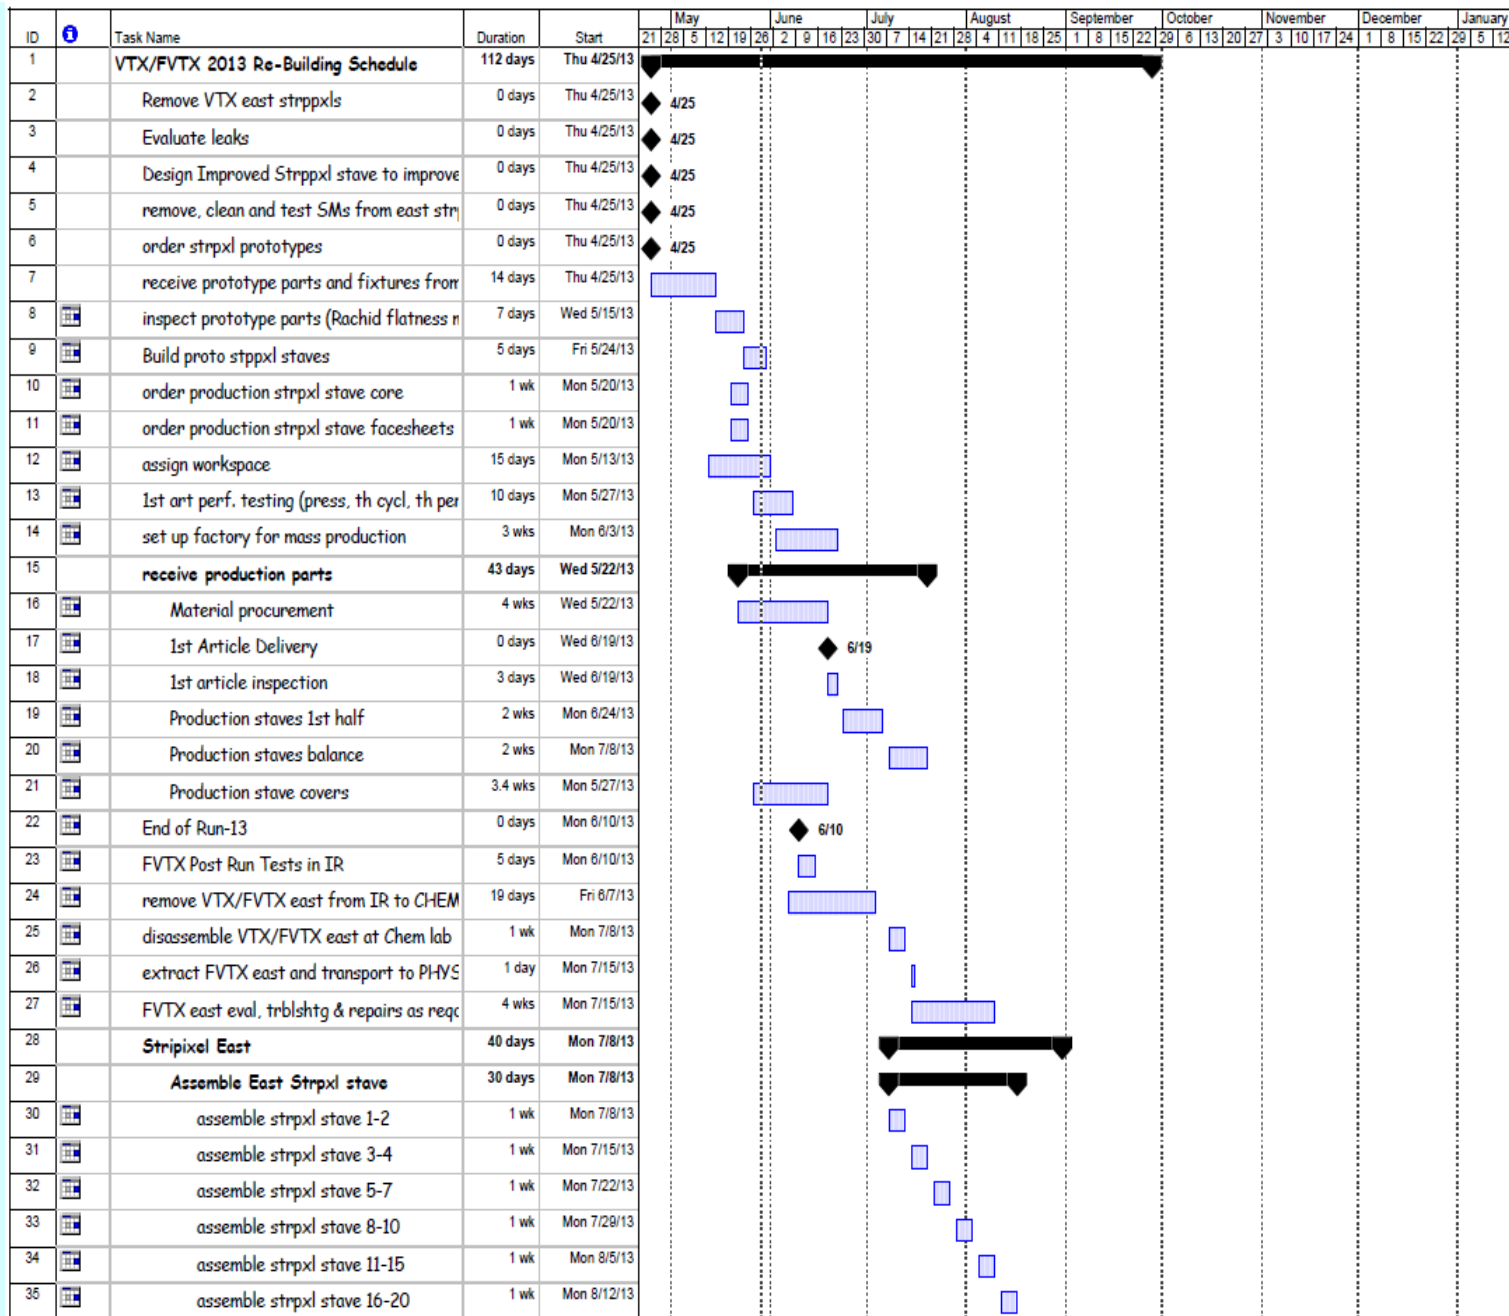 May June July August September October November December January
ID i Task Name Duration Start 21 28 5 12 19 26 2 9 16 23 30 7 14 21 28 4 11 18 25 1 8 15 22 29 6 13 20 27 3 10 17 24 1 8 15 22 29 5 12
1 VTX/FVTX 2013 Re-Building Schedule 112 days Thu 4/25/13
2 Remove VTX east strppxls 0 days Thu 4/25/13 4/25
3 Evaluate leaks 0 days Thu 4/25/13 4/25
4 Design Improved Strppxl stave to improve 0 days Thu 4/25/13 4/25
5 remove, clean and test SMs from east str 0 days Thu 4/25/13 4/25
6 order strpxl prototypes 0 days Thu 4/25/13 4/25
7 receive prototype parts and fixtures from 14 days Thu 4/25/13
8 inspect prototype parts (Rachid flatness 7 days Wed 5/15/13
9 Build proto stppxl staves 5 days Fri 5/24/13
10 order production strpxl stave core 1 wk Mon 5/20/13
11 order production strpxl stave facesheets 1 wk Mon 5/20/13
12 assign workspace 15 days Mon 5/13/13
13 1st art perf. testing (press, th cycl, th per 10 days Mon 5/27/13
14 set up factory for mass production 3 wks Mon 6/3/13
15 receive production parts 43 days Wed 5/22/13
16 Material procurement 4 wks Wed 5/22/13
17 1st Article Delivery 0 days Wed 6/19/13 6/19
18 1st article inspection 3 days Wed 6/19/13
19 Production staves 1st half 2 wks Mon 6/24/13
20 Production staves balance 2 wks Mon 7/8/13
21 Production stave covers 3.4 wks Mon 5/27/13
22 End of Run-13 0 days Mon 6/10/13 6/10
23 FVTX Post Run Tests in IR 5 days Mon 6/10/13
24 remove VTX/FVTX east from IR to CHEM 19 days Fri 6/7/13
25 disassemble VTX/FVTX east at Chem lab 1 wk Mon 7/8/13
26 extract FVTX east and transport to PHYS 1 day Mon 7/15/13
27 FVTX east eval, trblshtg & repairs as reqd 4 wks Mon 7/15/13
28 Stripixel East 40 days Mon 7/8/13
29 Assemble East Strpxl stave 30 days Mon 7/8/13
30 assemble strpxl stave 1-2 1 wk Mon 7/8/13
31 assemble strpxl stave 3-4 1 wk Mon 7/15/13
32 assemble strpxl stave 5-7 1 wk Mon 7/22/13
33 assemble strpxl stave 8-10 1 wk Mon 7/29/13
34 assemble strpxl stave 11-15 1 wk Mon 8/5/13
35 assemble strpxl stave 16-20 1 wk Mon 8/12/13